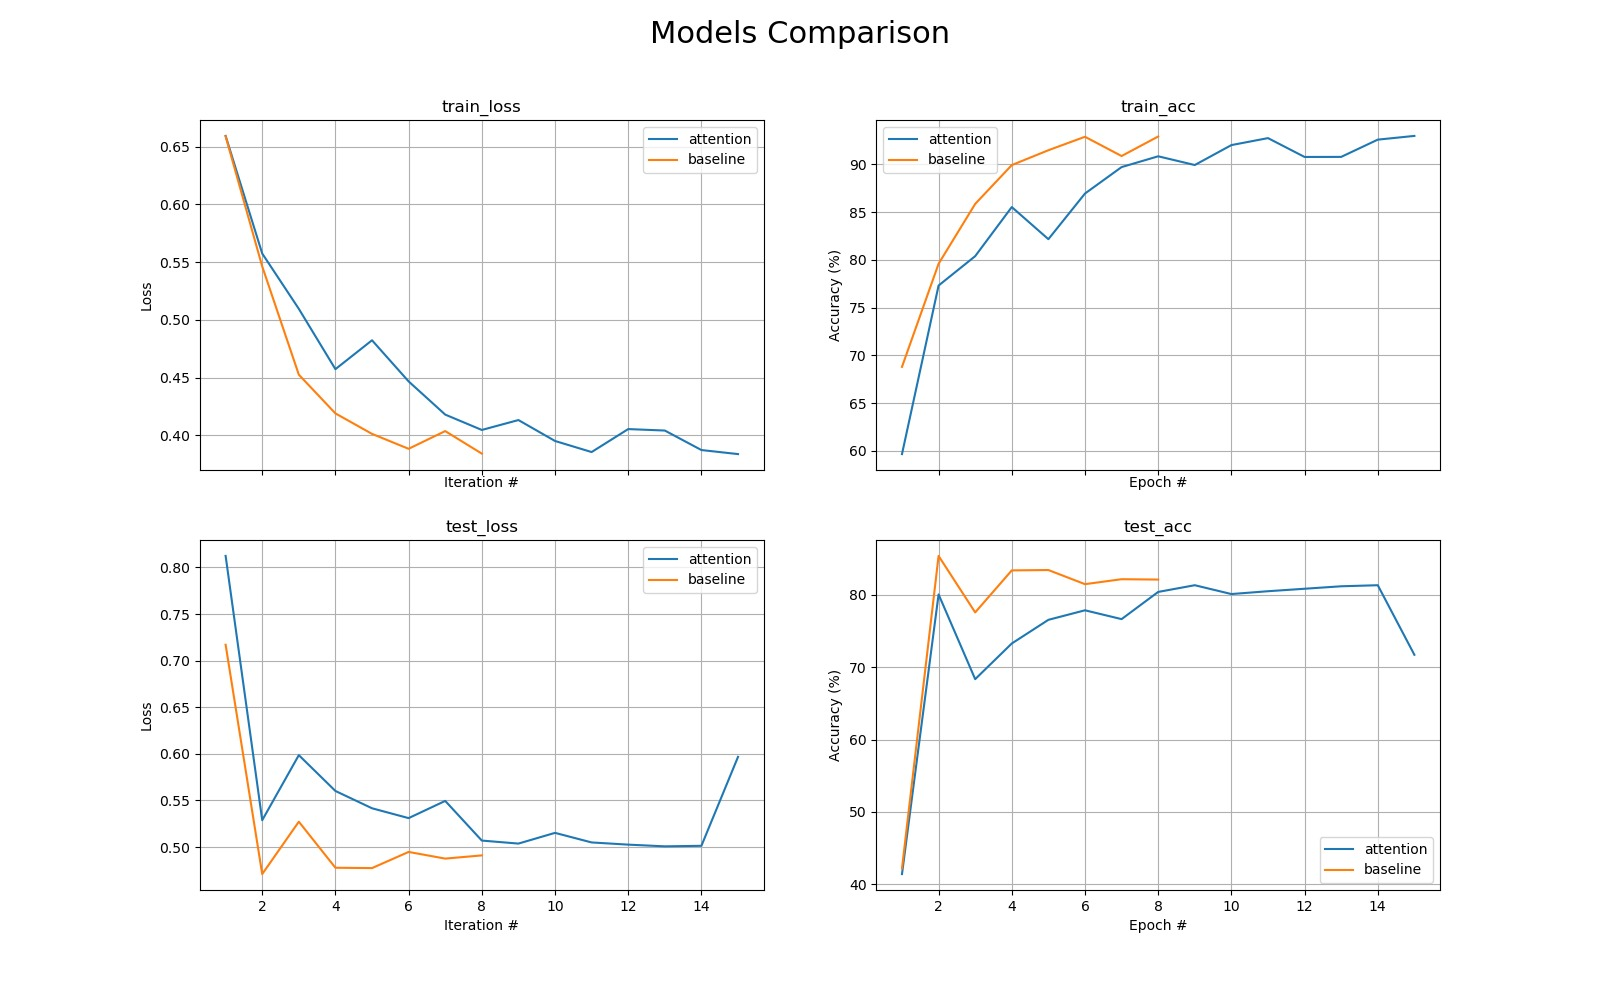 Models Comparison
train_loss
0.65
0.60
0.55
0.50
0.45
0.40
Loss
attention
baseline
Iteration #
train_acc
90
85
80
75
70
65
60
Accuracy (%)
attention
baseline
Epoch #
test_loss
0.80
0.75
0.70
0.65
0.60
0.55
0.50
Loss
attention
baseline
2 4 6 8 10 12 14
Iteration #
test_acc
80
70
60
50
40
Accuracy (%)
attention
baseline
2 4 6 8 10 12 14
Epoch #